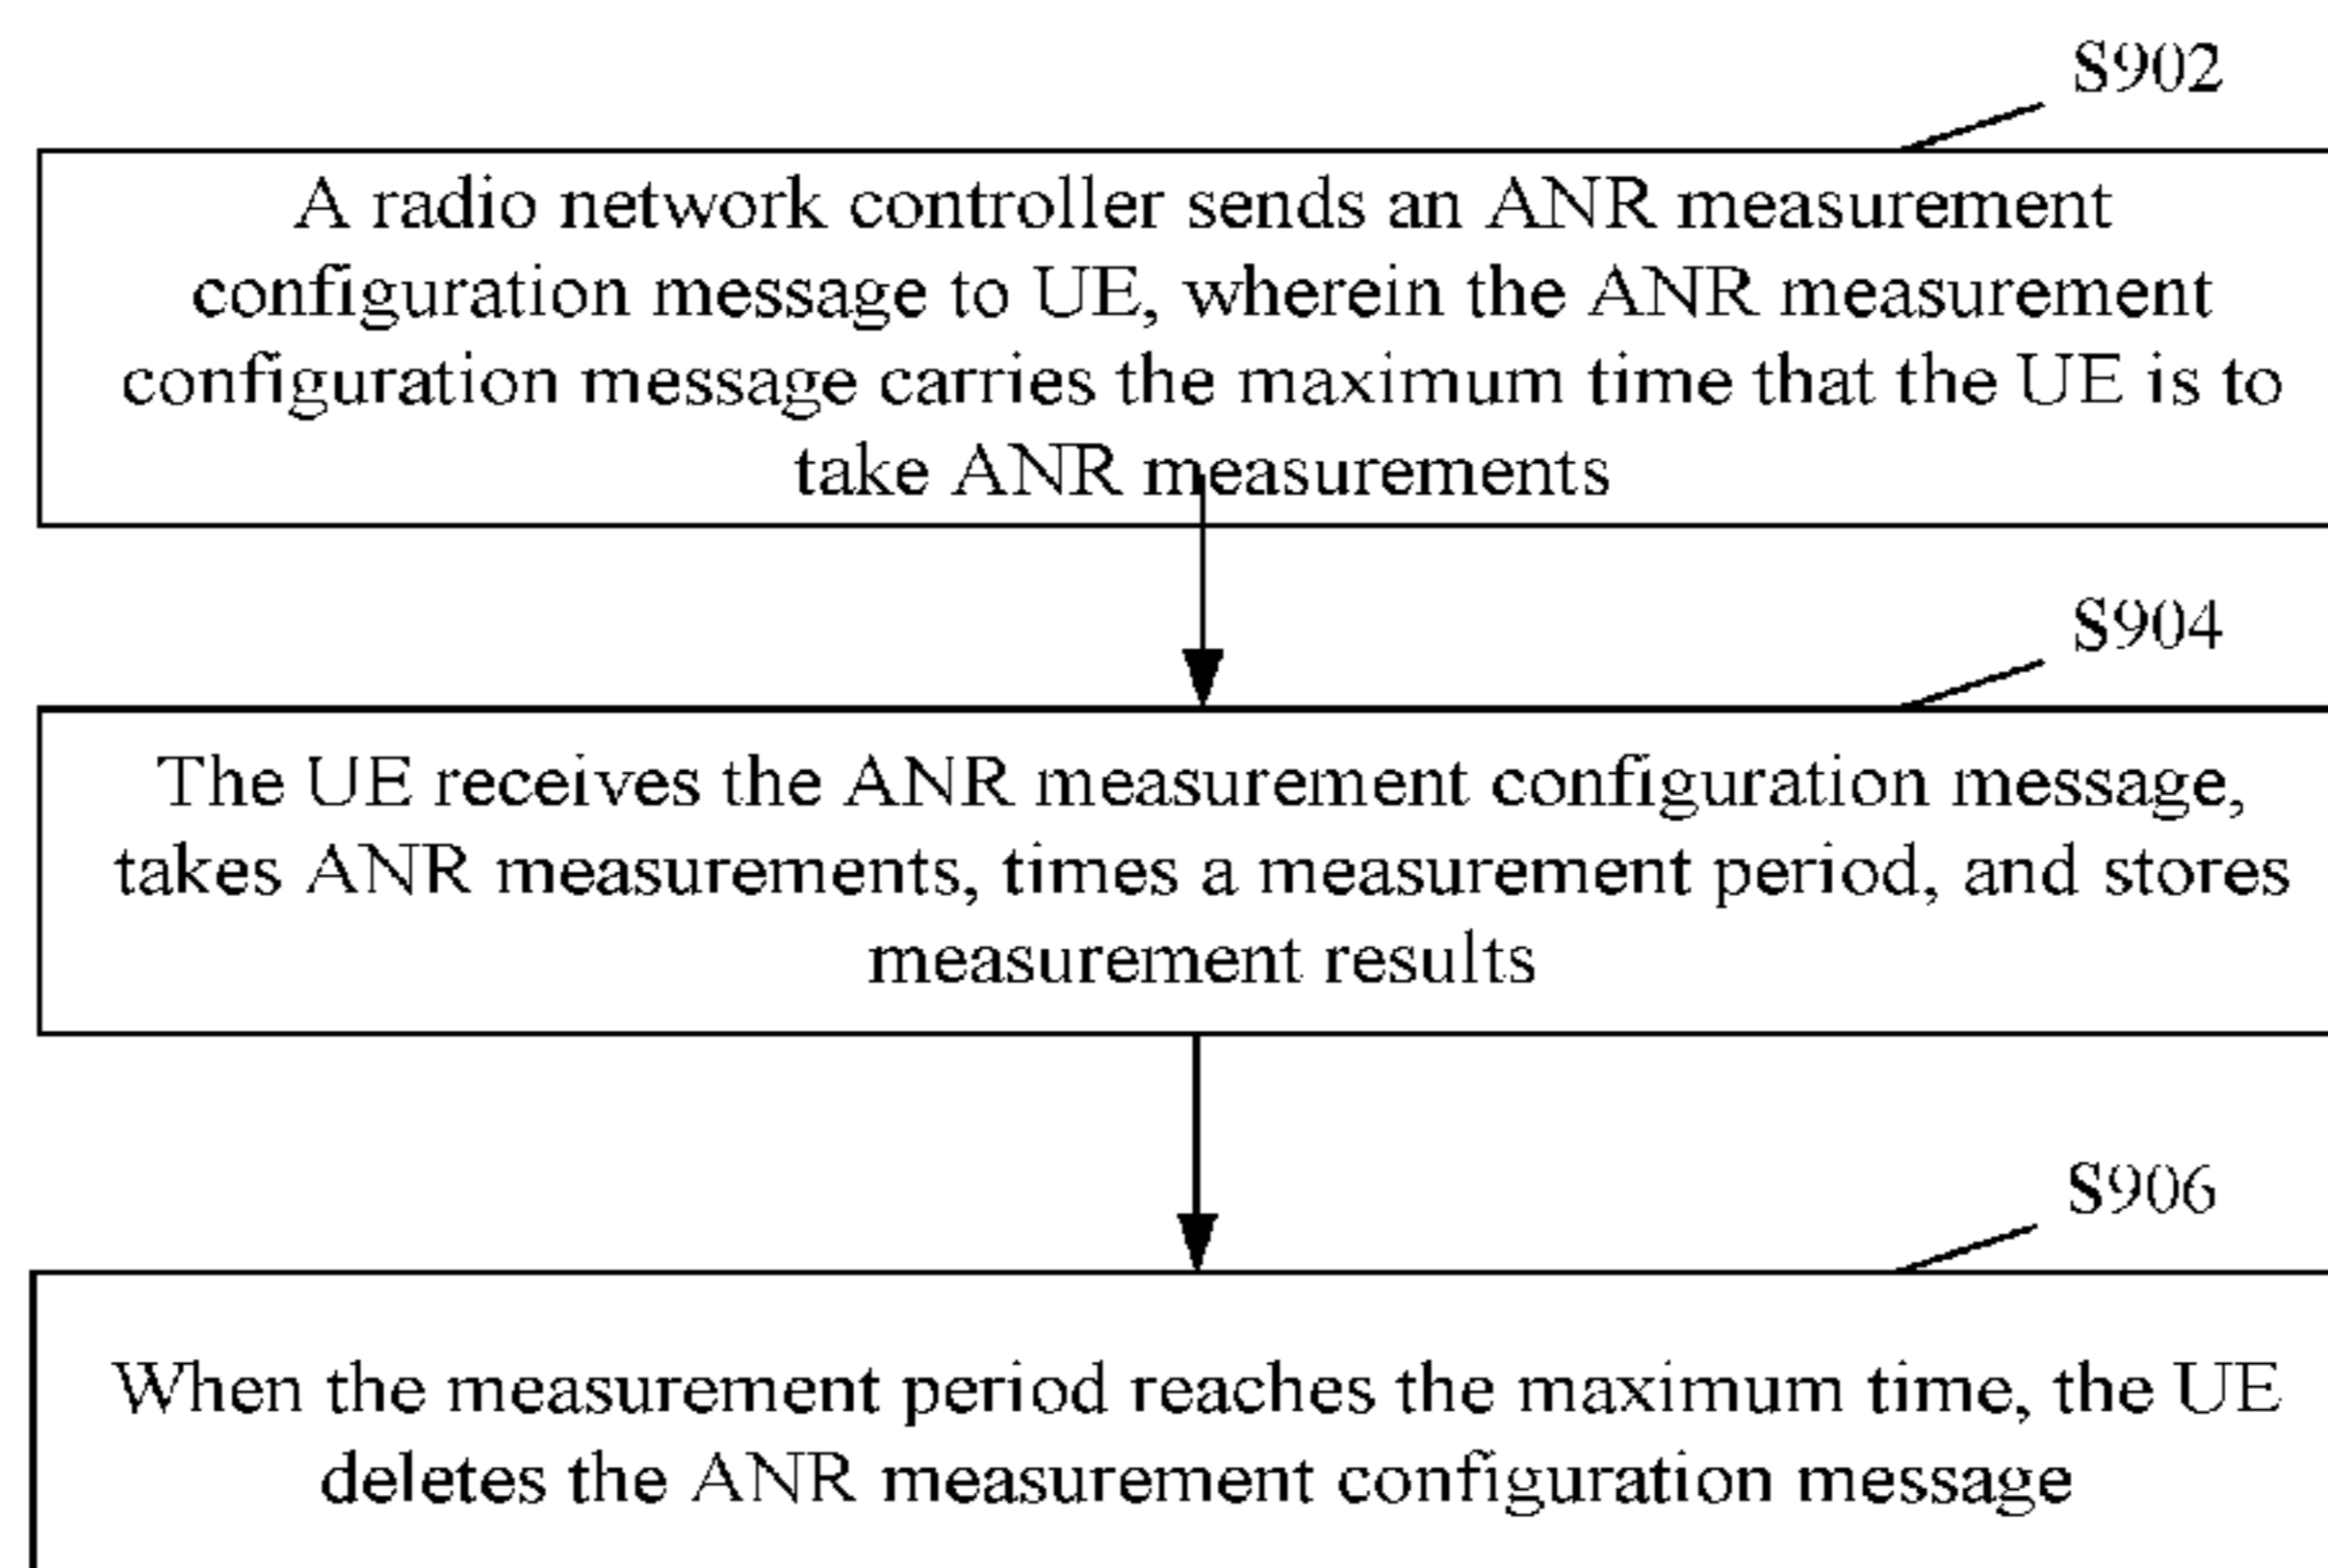 S902
A radio network controller sends an ANR measurement
configuration message to UE, wherein the ANR measurement
configuration message carries the maximum time that the UE is to
take ANR measurements
S904
The UE receives the ANR measurement configuration message,
takes ANR measurements, times a measurement period, and stores
measurement results
S906
When the measurement period reaches the maximum time, the UE
deletes the ANR measurement configuration message